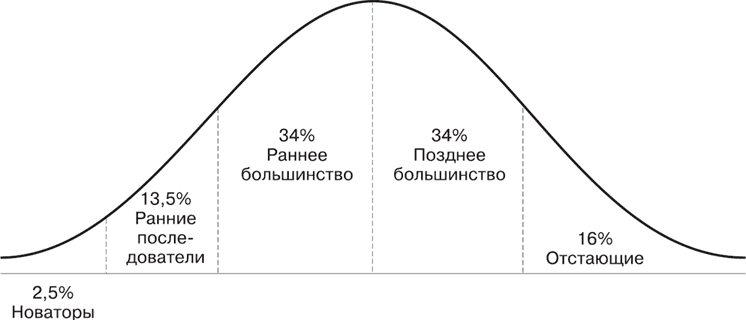 34%
Раннее
большинство
34%
Позднее
большинство
13,5%
Ранние
после-
дователи
16%
Отстающие
2,5%
Новаторы